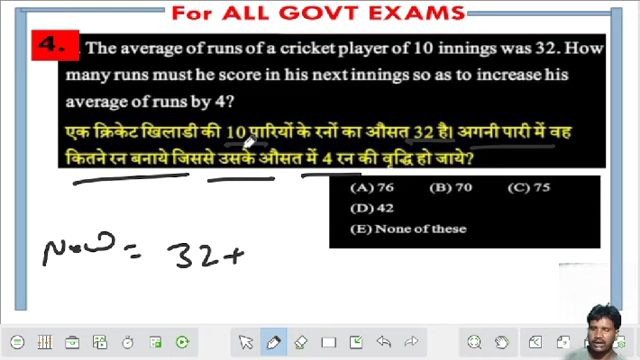 For ALL GOVT EXAMS
4. . The average of runs of a cricket player of 10 innings was 32. How
many runs must he score in his next innings so as to increase his
average of runs by 4?
एक क्रिकेट खिलाडी की 10 पारियों के रनों का औसत 32 है। अगनी पारी में वह
कितने रन बनाये जिससे उसके औसत में 4 रन की वृद्धि हो जाये?
(A) 76 (B) 70 (C) 75
(D) 42
(E) None of these
New = 32+